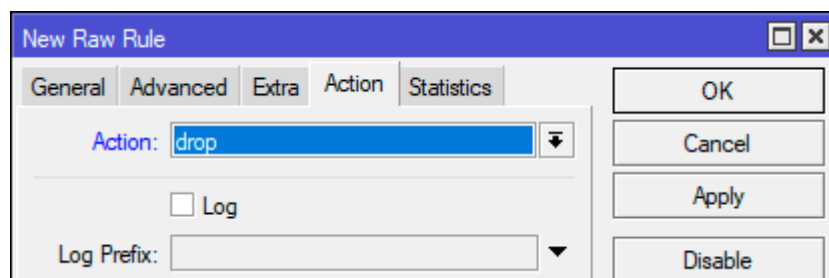 New Raw Rule
General Advanced Extra Action Statistics
OK
Action: drop
Cancel
Log
Apply
Log Prefix:
Disable